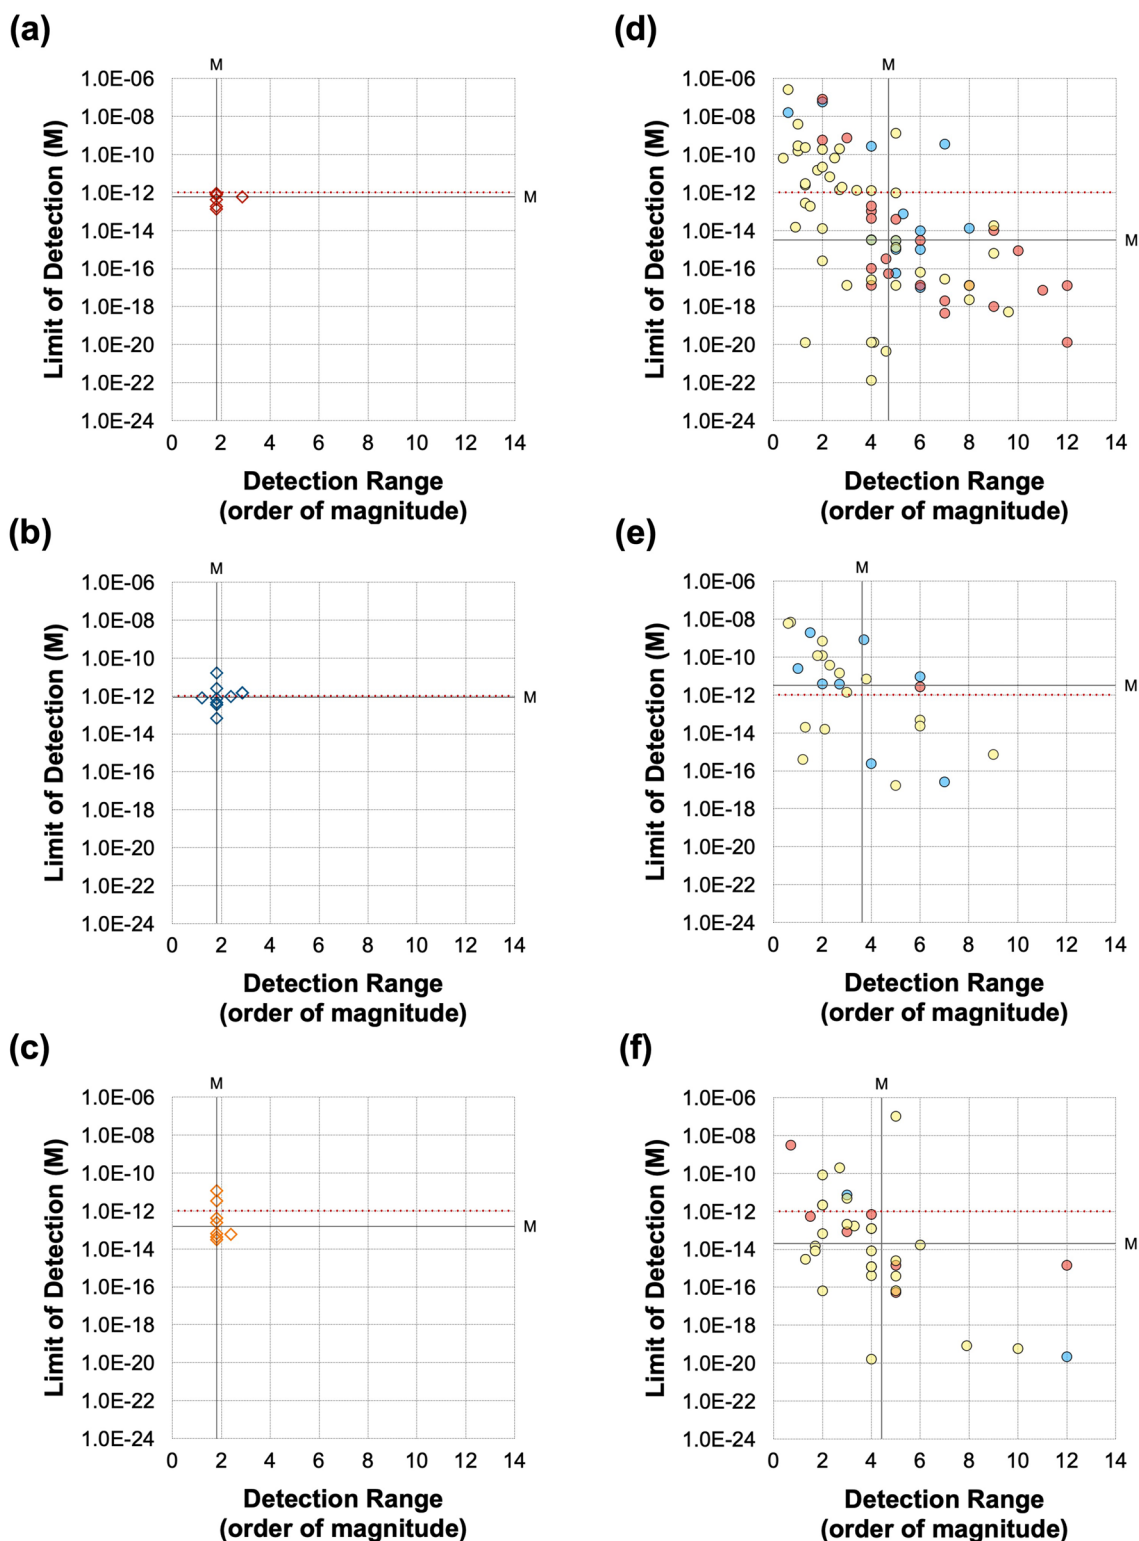 (a)
M
1.0E-06
1.0E-08
1.0E-10
1.0E-12
1.0E-14
1.0E-16
1.0E-18
1.0E-20
1.0E-22
1.0E-24
Limit of Detection (M)
M
0 2 4 6 8 10 12 14
Detection Range
(order of magnitude)
(b)
M
1.0E-06
1.0E-08
1.0E-10
1.0E-12
1.0E-14
1.0E-16
1.0E-18
1.0E-20
1.0E-22
1.0E-24
Limit of Detection (M)
M
0 2 4 6 8 10 12 14
Detection Range
(order of magnitude)
(c)
M
1.0E-06
1.0E-08
1.0E-10
1.0E-12
1.0E-14
1.0E-16
1.0E-18
1.0E-20
1.0E-22
1.0E-24
Limit of Detection (M)
M
0 2 4 6 8 10 12 14
Detection Range
(order of magnitude)
(d)
M
1.0E-06
1.0E-08
1.0E-10
1.0E-12
1.0E-14
1.0E-16
1.0E-18
1.0E-20
1.0E-22
1.0E-24
Limit of Detection (M)
M
0 2 4 6 8 10 12 14
Detection Range
(order of magnitude)
(e)
M
1.0E-06
1.0E-08
1.0E-10
1.0E-12
1.0E-14
1.0E-16
1.0E-18
1.0E-20
1.0E-22
1.0E-24
Limit of Detection (M)
M
0 2 4 6 8 10 12 14
Detection Range
(order of magnitude)
(f)
M
1.0E-06
1.0E-08
1.0E-10
1.0E-12
1.0E-14
1.0E-16
1.0E-18
1.0E-20
1.0E-22
1.0E-24
Limit of Detection (M)
M
0 2 4 6 8 10 12 14
Detection Range
(order of magnitude)